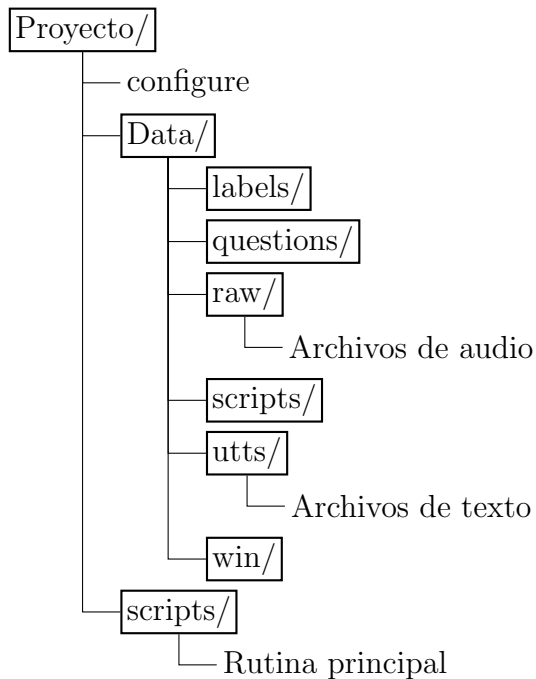 Proyecto/
configure
Data/
labels/
questions/
raw/
Archivos de audio
scripts/
utts/
Archivos de texto
win/
scripts/
Rutina principal